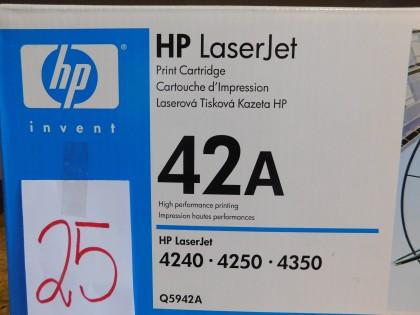 hp
invent
HP LaserJet
Print Cartridge
Cartouche d'Impression
Laserová Tisková Kazeta HP
42A
High performance printing
Impression hautes performances
HP LaserJet
4240 · 4250 · 4350
Q5942A
25